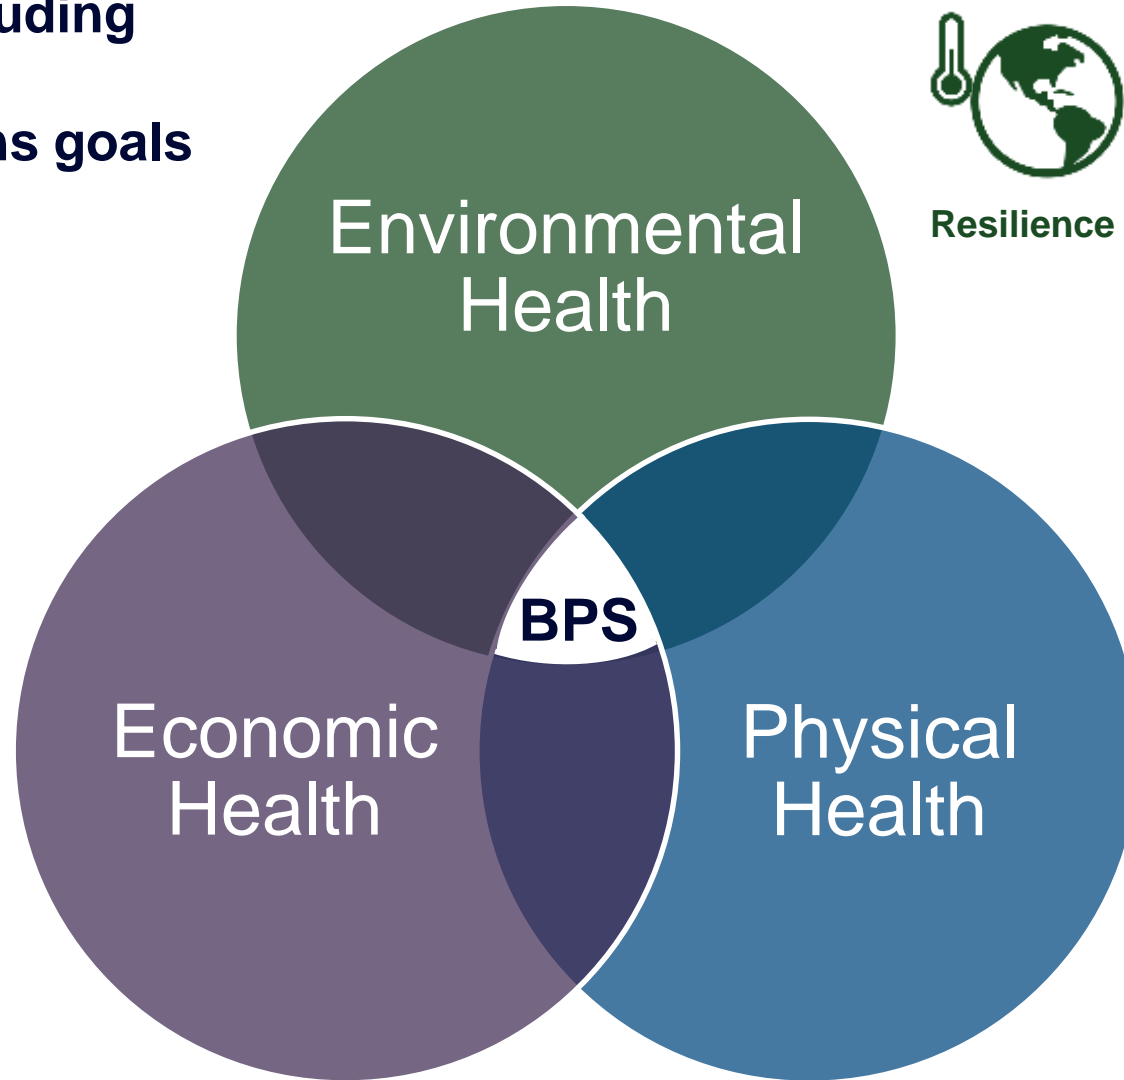 uding
ns goals
Resilience
Environmental
Health
BPS
Economic
Health
Physical
Health